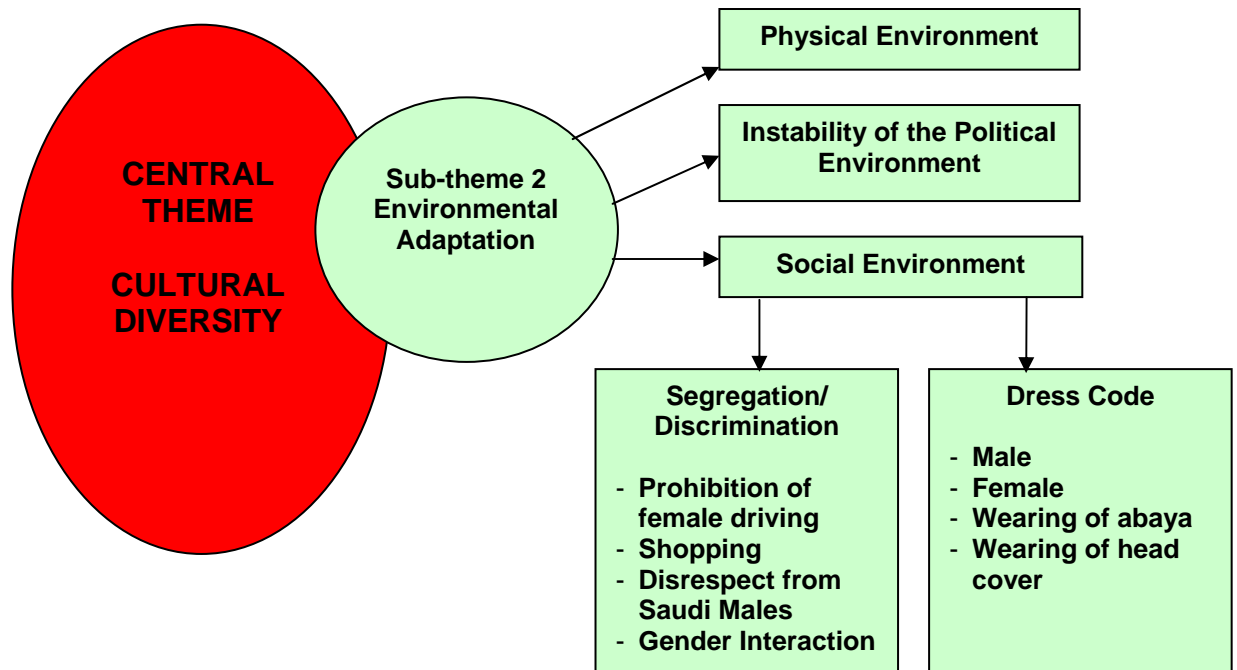 CENTRAL
THEME
CULTURAL
DIVERSITY
Sub-theme 2
Environmental
Adaptation
Physical Environment
Instability of the Political
Environment
Social Environment
Segregation/
Discrimination
- Prohibition of
female driving
- Shopping
- Disrespect from
Saudi Males
- Gender Interaction
Dress Code
- Male
- Female
- Wearing of abaya
- Wearing of head
cover